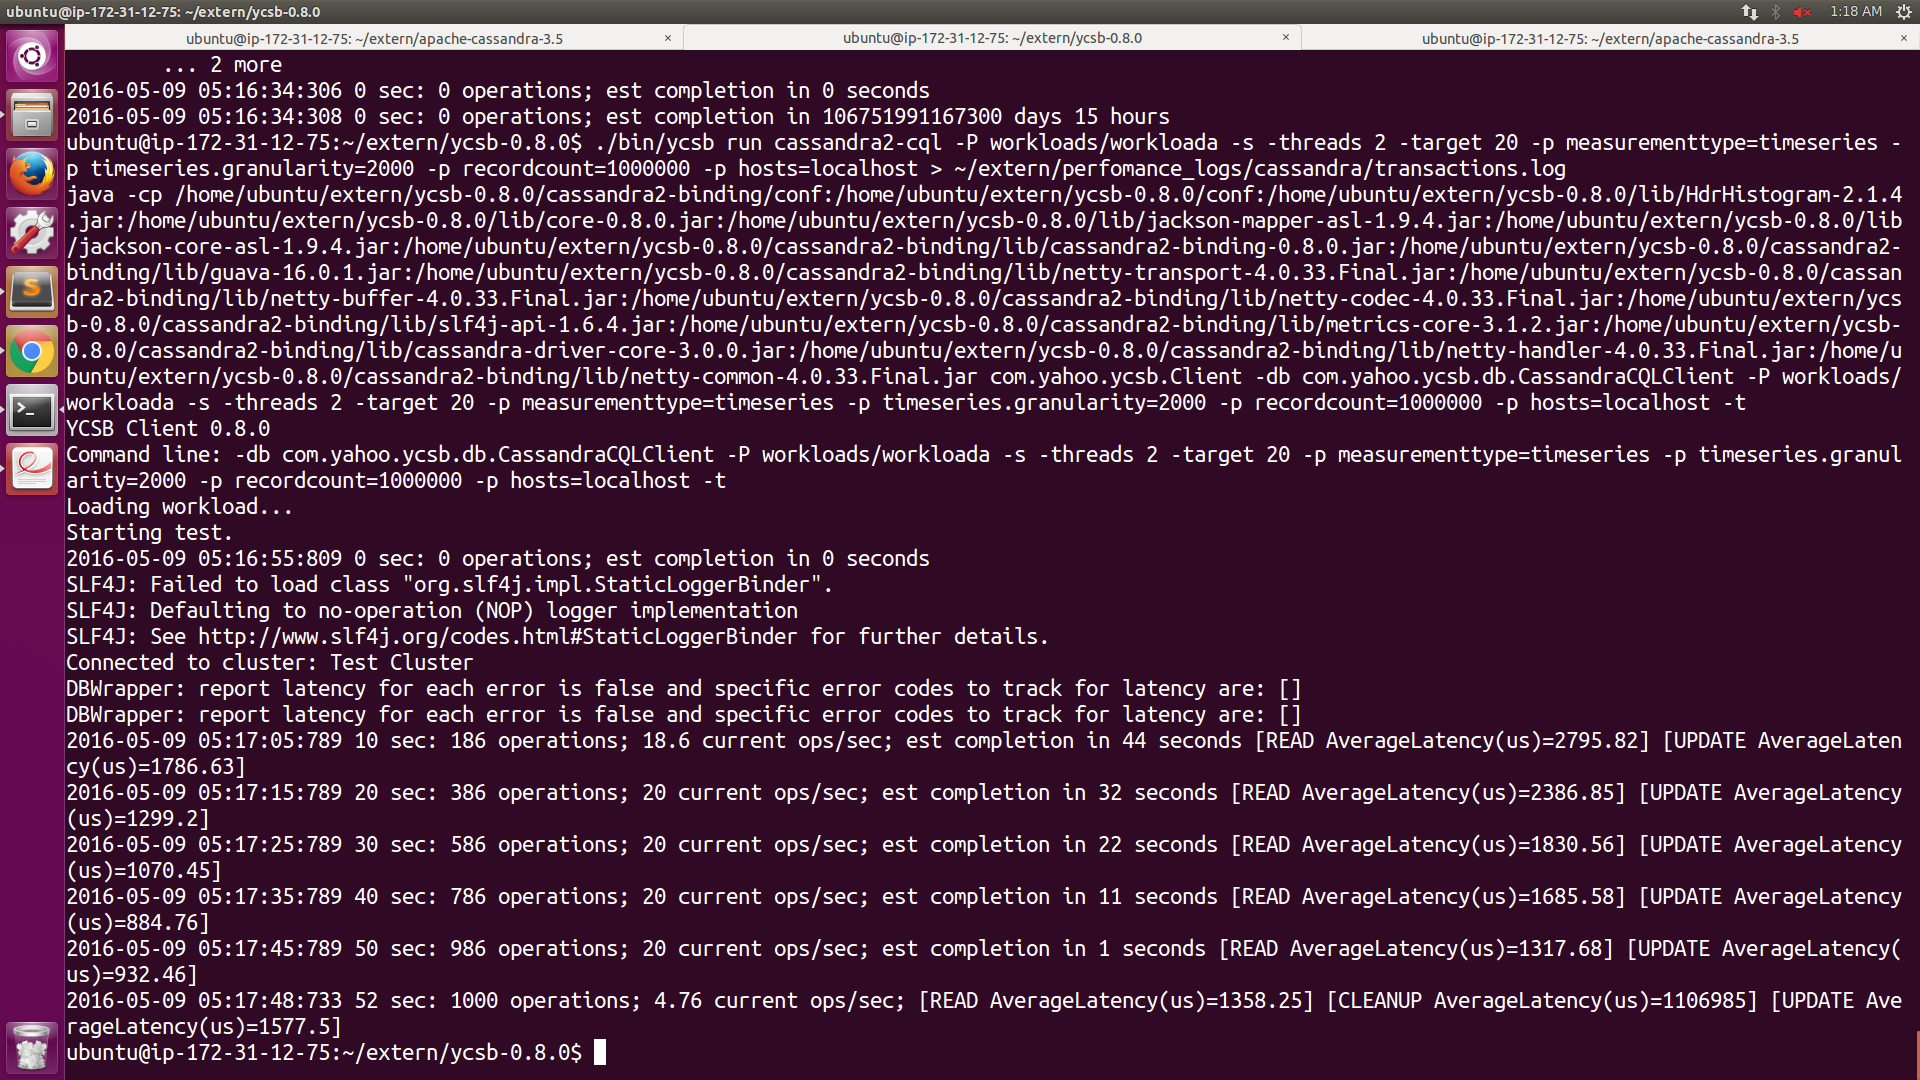 ubuntu@ip-172-31-12-75: ~/extern/ycsb-0.8.0
1:18 AM
ubuntu@ip-172-31-12-75: ~/extern/apache-cassandra-3.5 ×
ubuntu@ip-172-31-12-75: ~/extern/ycsb-0.8.0 ×
ubuntu@ip-172-31-12-75: ~/extern/apache-cassandra-3.5 ×
... 2 more
2016-05-09 05:16:34:306 0 sec: 0 operations; est completion in 0 seconds
2016-05-09 05:16:34:308 0 sec: 0 operations; est completion in 106751991167300 days 15 hours
ubuntu@ip-172-31-12-75:~/extern/ycsb-0.8.0$ ./bin/ycsb run cassandra2-cql -P workloads/workloada -s -threads 2 -target 20 -p measurementtype=timeseries -
p timeseries.granularity=2000 -p recordcount=1000000 -p hosts=localhost > ~/extern/perfomance_logs/cassandra/transactions.log
java -cp /home/ubuntu/extern/ycsb-0.8.0/cassandra2-binding/conf:/home/ubuntu/extern/ycsb-0.8.0/conf:/home/ubuntu/extern/ycsb-0.8.0/lib/HdrHistogram-2.1.4
.jar:/home/ubuntu/extern/ycsb-0.8.0/lib/core-0.8.0.jar:/home/ubuntu/extern/ycsb-0.8.0/lib/jackson-mapper-asl-1.9.4.jar:/home/ubuntu/extern/ycsb-0.8.0/lib
/jackson-core-asl-1.9.4.jar:/home/ubuntu/extern/ycsb-0.8.0/cassandra2-binding/lib/cassandra2-binding-0.8.0.jar:/home/ubuntu/extern/ycsb-0.8.0/cassandra2-
binding/lib/guava-16.0.1.jar:/home/ubuntu/extern/ycsb-0.8.0/cassandra2-binding/lib/netty-transport-4.0.33.Final.jar:/home/ubuntu/extern/ycsb-0.8.0/cassan
dra2-binding/lib/netty-buffer-4.0.33.Final.jar:/home/ubuntu/extern/ycsb-0.8.0/cassandra2-binding/lib/netty-codec-4.0.33.Final.jar:/home/ubuntu/extern/ycs
b-0.8.0/cassandra2-binding/lib/slf4j-api-1.6.4.jar:/home/ubuntu/extern/ycsb-0.8.0/cassandra2-binding/lib/metrics-core-3.1.2.jar:/home/ubuntu/extern/ycsb-
0.8.0/cassandra2-binding/lib/cassandra-driver-core-3.0.0.jar:/home/ubuntu/extern/ycsb-0.8.0/cassandra2-binding/lib/netty-handler-4.0.33.Final.jar:/home/u
buntu/extern/ycsb-0.8.0/cassandra2-binding/lib/netty-common-4.0.33.Final.jar com.yahoo.ycsb.Client -db com.yahoo.ycsb.db.CassandraCQLClient -P workloads/
workloada -s -threads 2 -target 20 -p measurementtype=timeseries -p timeseries.granularity=2000 -p recordcount=1000000 -p hosts=localhost -t
YCSB Client 0.8.0
Command line: -db com.yahoo.ycsb.db.CassandraCQLClient -P workloads/workloada -s -threads 2 -target 20 -p measurementtype=timeseries -p timeseries.granul
arity=2000 -p recordcount=1000000 -p hosts=localhost -t
Loading workload...
Starting test.
2016-05-09 05:16:55:809 0 sec: 0 operations; est completion in 0 seconds
SLF4J: Failed to load class "org.slf4j.impl.StaticLoggerBinder".
SLF4J: Defaulting to no-operation (NOP) logger implementation
SLF4J: See http://www.slf4j.org/codes.html#StaticLoggerBinder for further details.
Connected to cluster: Test Cluster
DBWrapper: report latency for each error is false and specific error codes to track for latency are: []
DBWrapper: report latency for each error is false and specific error codes to track for latency are: []
2016-05-09 05:17:05:789 10 sec: 186 operations; 18.6 current ops/sec; est completion in 44 seconds [READ AverageLatency(us)=2795.82] [UPDATE AverageLaten
cy(us)=1786.63]
2016-05-09 05:17:15:789 20 sec: 386 operations; 20 current ops/sec; est completion in 32 seconds [READ AverageLatency(us)=2386.85] [UPDATE AverageLatency
(us)=1299.2]
2016-05-09 05:17:25:789 30 sec: 586 operations; 20 current ops/sec; est completion in 22 seconds [READ AverageLatency(us)=1830.56] [UPDATE AverageLatency
(us)=1070.45]
2016-05-09 05:17:35:789 40 sec: 786 operations; 20 current ops/sec; est completion in 11 seconds [READ AverageLatency(us)=1685.58] [UPDATE AverageLatency
(us)=884.76]
2016-05-09 05:17:45:789 50 sec: 986 operations; 20 current ops/sec; est completion in 1 seconds [READ AverageLatency(us)=1317.68] [UPDATE AverageLatency(
us)=932.46]
2016-05-09 05:17:48:733 52 sec: 1000 operations; 4.76 current ops/sec; [READ AverageLatency(us)=1358.25] [CLEANUP AverageLatency(us)=1106985] [UPDATE Ave
rageLatency(us)=1577.5]
ubuntu@ip-172-31-12-75:~/extern/ycsb-0.8.0$